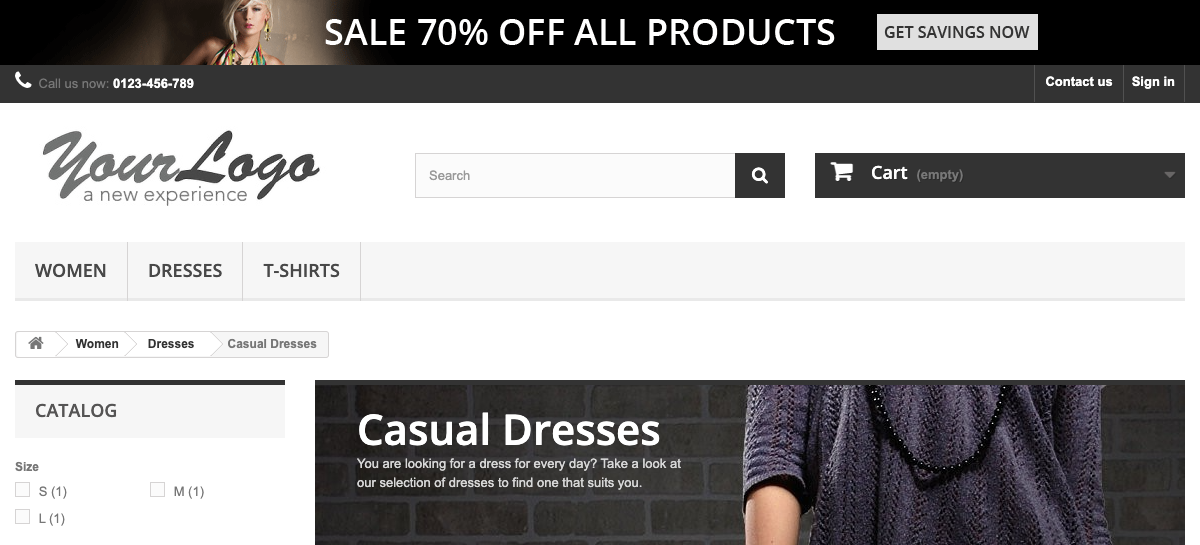 SALE 70% OFF ALL PRODUCTS
GET SAVINGS NOW
Call us now: 0123-456-789
Contact us
Sign in
YourLogo
a new experience
Search
Cart (empty)
WOMEN
DRESSES
T-SHIRTS
Women
Dresses
Casual Dresses
CATALOG
Size
S (1)
M (1)
L (1)
Casual Dresses
You are looking for a dress for every day? Take a look at
our selection of dresses to find one that suits you.